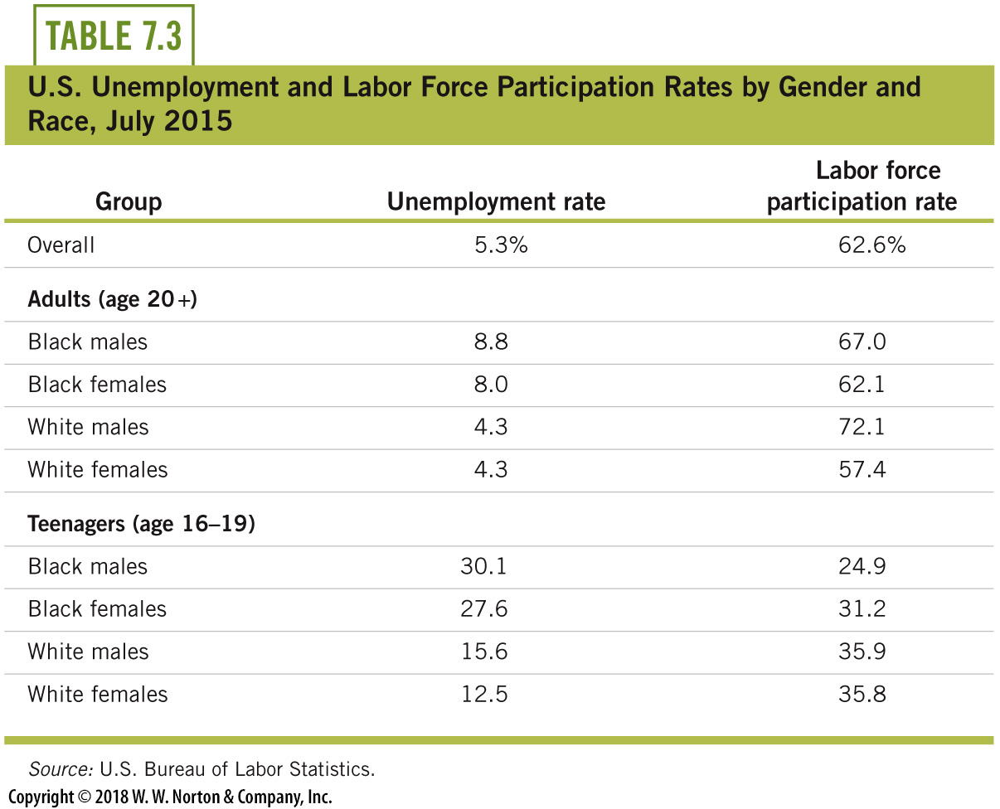 TABLE 7.3
U.S. Unemployment and Labor Force Participation Rates by Gender and
Race, July 2015
Labor force
Group Unemployment rate participation rate
Overall 5.3% 62.6%
Adults (age 20+)
Black males 8.8 67.0
Black females 8.0 62.1
White males 4.3 72.1
White females 4.3 57.4
Teenagers (age 16–19)
Black males 30.1 24.9
Black females 27.6 31.2
White males 15.6 35.9
White females 12.5 35.8
Source: U.S. Bureau of Labor Statistics.
Copyright © 2018 W. W. Norton & Company, Inc.